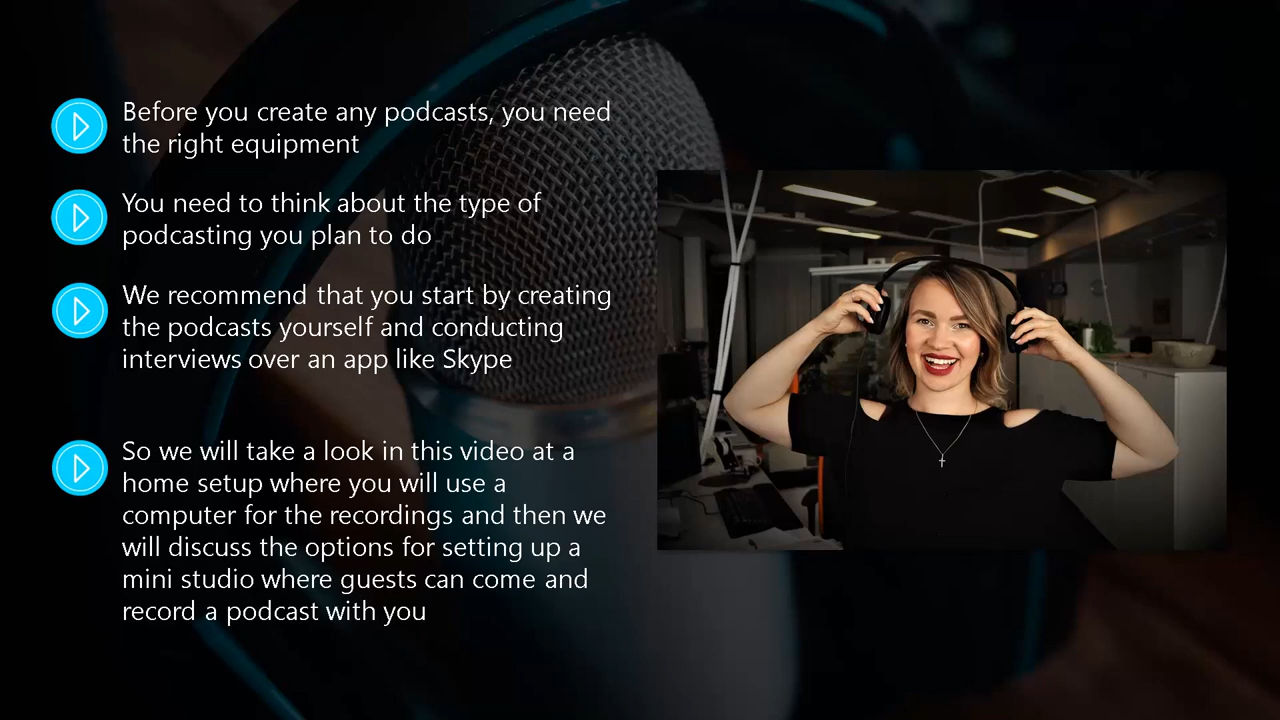 Before you create any podcasts, you need
the right equipment
You need to think about the type of
podcasting you plan to do
We recommend that you start by creating
the podcasts yourself and conducting
interviews over an app like Skype
So we will take a look in this video at a
home setup where you will use a
computer for the recordings and then we
will discuss the options for setting up a
mini studio where guests can come and
record a podcast with you